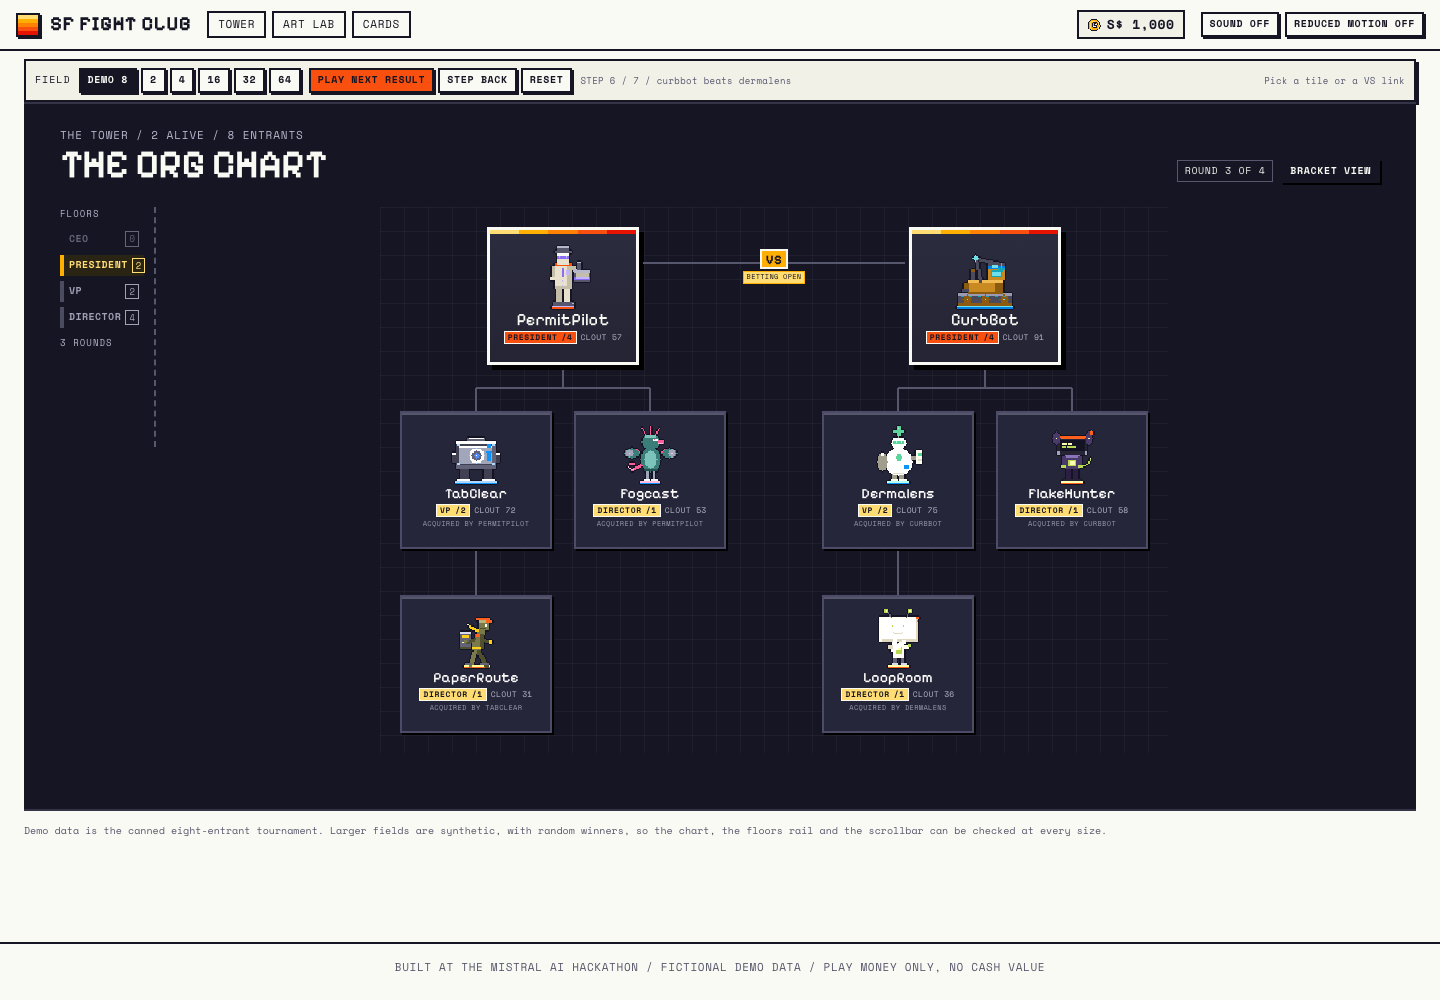 SF FIGHT CLUB
TOWER
ART LAB
CARDS
S$ 1,000
SOUND OFF
REDUCED MOTION OFF
FIELD
DEMO 8
2
4
16
32
64
PLAY NEXT RESULT
STEP BACK
RESET
STEP 6 / 7 / curbbot beats dermalens
Pick a tile or a VS link
THE TOWER / 2 ALIVE / 8 ENTRANTS
THE ORG CHART
ROUND 3 OF 4
BRACKET VIEW
FLOORS
CEO 0
PRESIDENT 2
VP 2
DIRECTOR 4
3 ROUNDS
PermitPilot
PRESIDENT /4 CLOUT 57
VS
BETTING OPEN
CurbBot
PRESIDENT /4 CLOUT 91
TabClear
VP /2 CLOUT 72
ACQUIRED BY PERMITPILOT
Fogcast
DIRECTOR /1 CLOUT 53
ACQUIRED BY PERMITPILOT
Dermalens
VP /2 CLOUT 75
ACQUIRED BY CURBBOT
FlakeHunter
DIRECTOR /1 CLOUT 58
ACQUIRED BY CURBBOT
PaperRoute
DIRECTOR /1 CLOUT 31
ACQUIRED BY TABCLEAR
LoopRoom
DIRECTOR /1 CLOUT 36
ACQUIRED BY DERMALENS
Demo data is the canned eight-entrant tournament. Larger fields are synthetic, with random winners, so the chart, the floors rail and the scrollbar can be checked at every size.
BUILT AT THE MISTRAL AI HACKATHON / FICTIONAL DEMO DATA / PLAY MONEY ONLY, NO CASH VALUE